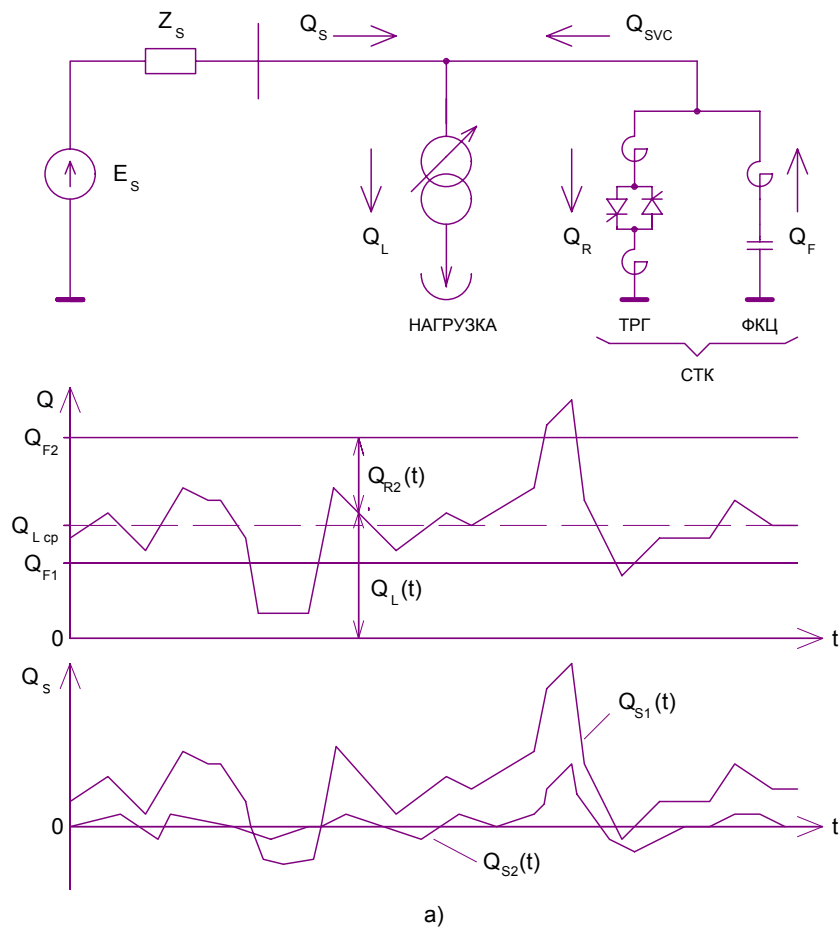 Z_S
Q_S
Q_SVC
E_S
Q_L
Q_R
Q_F
НАГРУЗКА
ТРГ
ФКЦ
СТК
Q
Q_F2
Q_R2(t)
Q_L ср
Q_F1
Q_L(t)
0
t
Q_S
Q_S1(t)
0
t
Q_S2(t)
а)